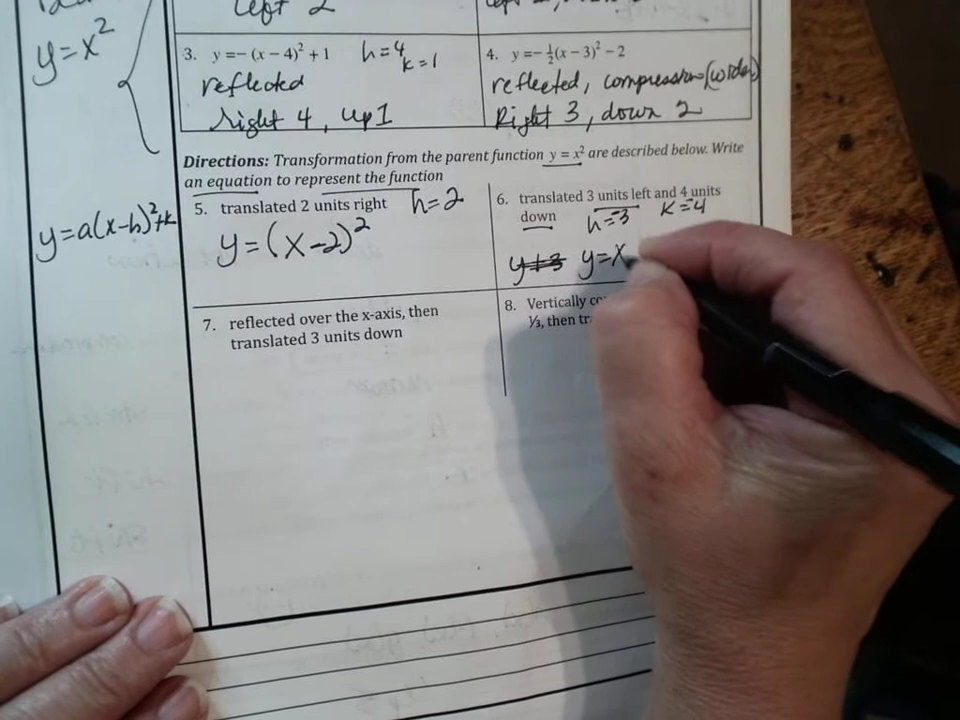 left 2
y=x²
3. y =– (x – 4)² + 1 h=4 k=1
reflected
right 4, up 1
4. y =– ½(x – 3)² – 2
reflected, compression (wider)
Right 3, down 2
Directions: Transformation from the parent function y = x² are described below. Write
an equation to represent the function
y=a(x-h)²+k
5. translated 2 units right h=2
y=(x-2)²
6. translated 3 units left and 4 units
down h=-3 k=-4
y+3 y=x
7. reflected over the x-axis, then
translated 3 units down
8. Vertically
⅓, then